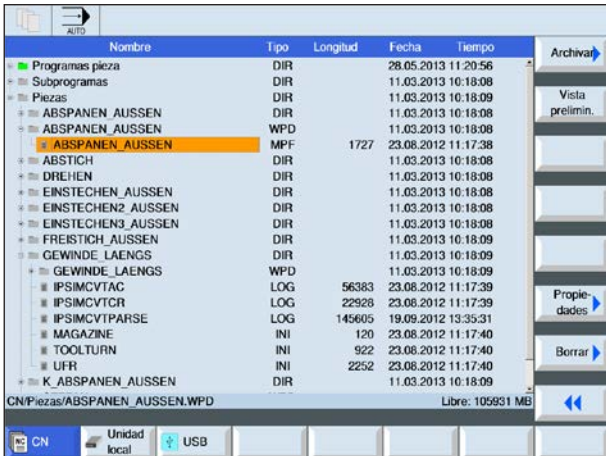 AUTO
Nombre Tipo Longitud Fecha Tiempo
Archivar
Programas pieza DIR 28.05.2013 11:20:56
Subprogramas DIR 11.03.2013 10:18:08
Piezas DIR 11.03.2013 10:18:09
ABSPANEN_AUSSEN DIR 11.03.2013 10:18:08
ABSPANEN_AUSSEN WPD 11.03.2013 10:18:08
ABSPANEN_AUSSEN MPF 1727 23.08.2012 11:17:38
ABSTICH DIR 11.03.2013 10:18:08
DREHEN DIR 11.03.2013 10:18:08
EINSTECHEN_AUSSEN DIR 11.03.2013 10:18:08
EINSTECHEN2_AUSSEN DIR 11.03.2013 10:18:08
EINSTECHEN3_AUSSEN DIR 11.03.2013 10:18:08
FREISTICH_AUSSEN DIR 11.03.2013 10:18:09
GEWINDE_LAENGS DIR 11.03.2013 10:18:09
GEWINDE_LAENGS WPD 11.03.2013 10:18:09
IPSIMCVTAC LOG 56383 23.08.2012 11:17:39
IPSIMCVTCR LOG 22928 23.08.2012 11:17:39
IPSIMCVTPARSE LOG 145605 19.09.2012 13:35:31
MAGAZINE INI 120 23.08.2012 11:17:40
TOOLTURN INI 922 23.08.2012 11:17:40
UFR INI 2252 23.08.2012 11:17:40
K_ABSPANEN_AUSSEN DIR 11.03.2013 10:18:09
CN/Piezas/ABSPANEN_AUSSEN.WPD Libre: 105931 MB
Vista
prelimin.
Propie-
dades
Borrar
NC CN
Unidad
local
USB